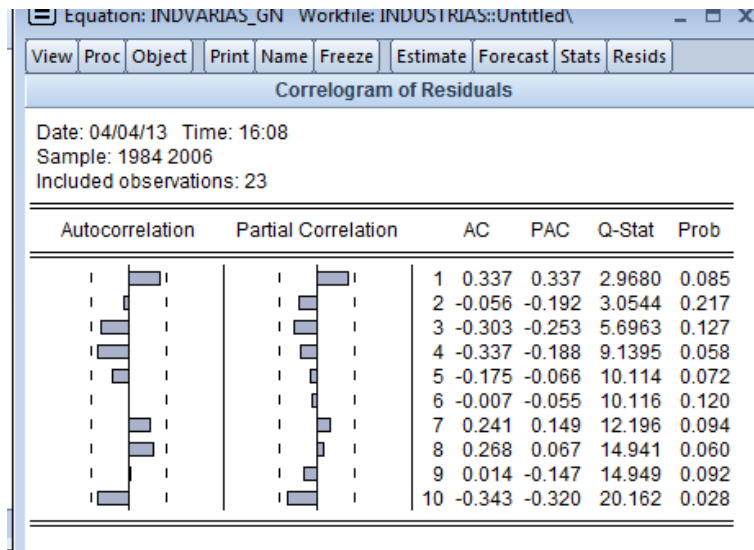 Equation: INDVARIAS_GN Workfile: INDUSTRIAS::Untitled\
View Proc Object Print Name Freeze Estimate Forecast Stats Resids
Correlogram of Residuals
Date: 04/04/13 Time: 16:08
Sample: 1984 2006
Included observations: 23
Autocorrelation Partial Correlation AC PAC Q-Stat Prob
1 0.337 0.337 2.9680 0.085
2 -0.056 -0.192 3.0544 0.217
3 -0.303 -0.253 5.6963 0.127
4 -0.337 -0.188 9.1395 0.058
5 -0.175 -0.066 10.114 0.072
6 -0.007 -0.055 10.116 0.120
7 0.241 0.149 12.196 0.094
8 0.268 0.067 14.941 0.060
9 0.014 -0.147 14.949 0.092
10 -0.343 -0.320 20.162 0.028